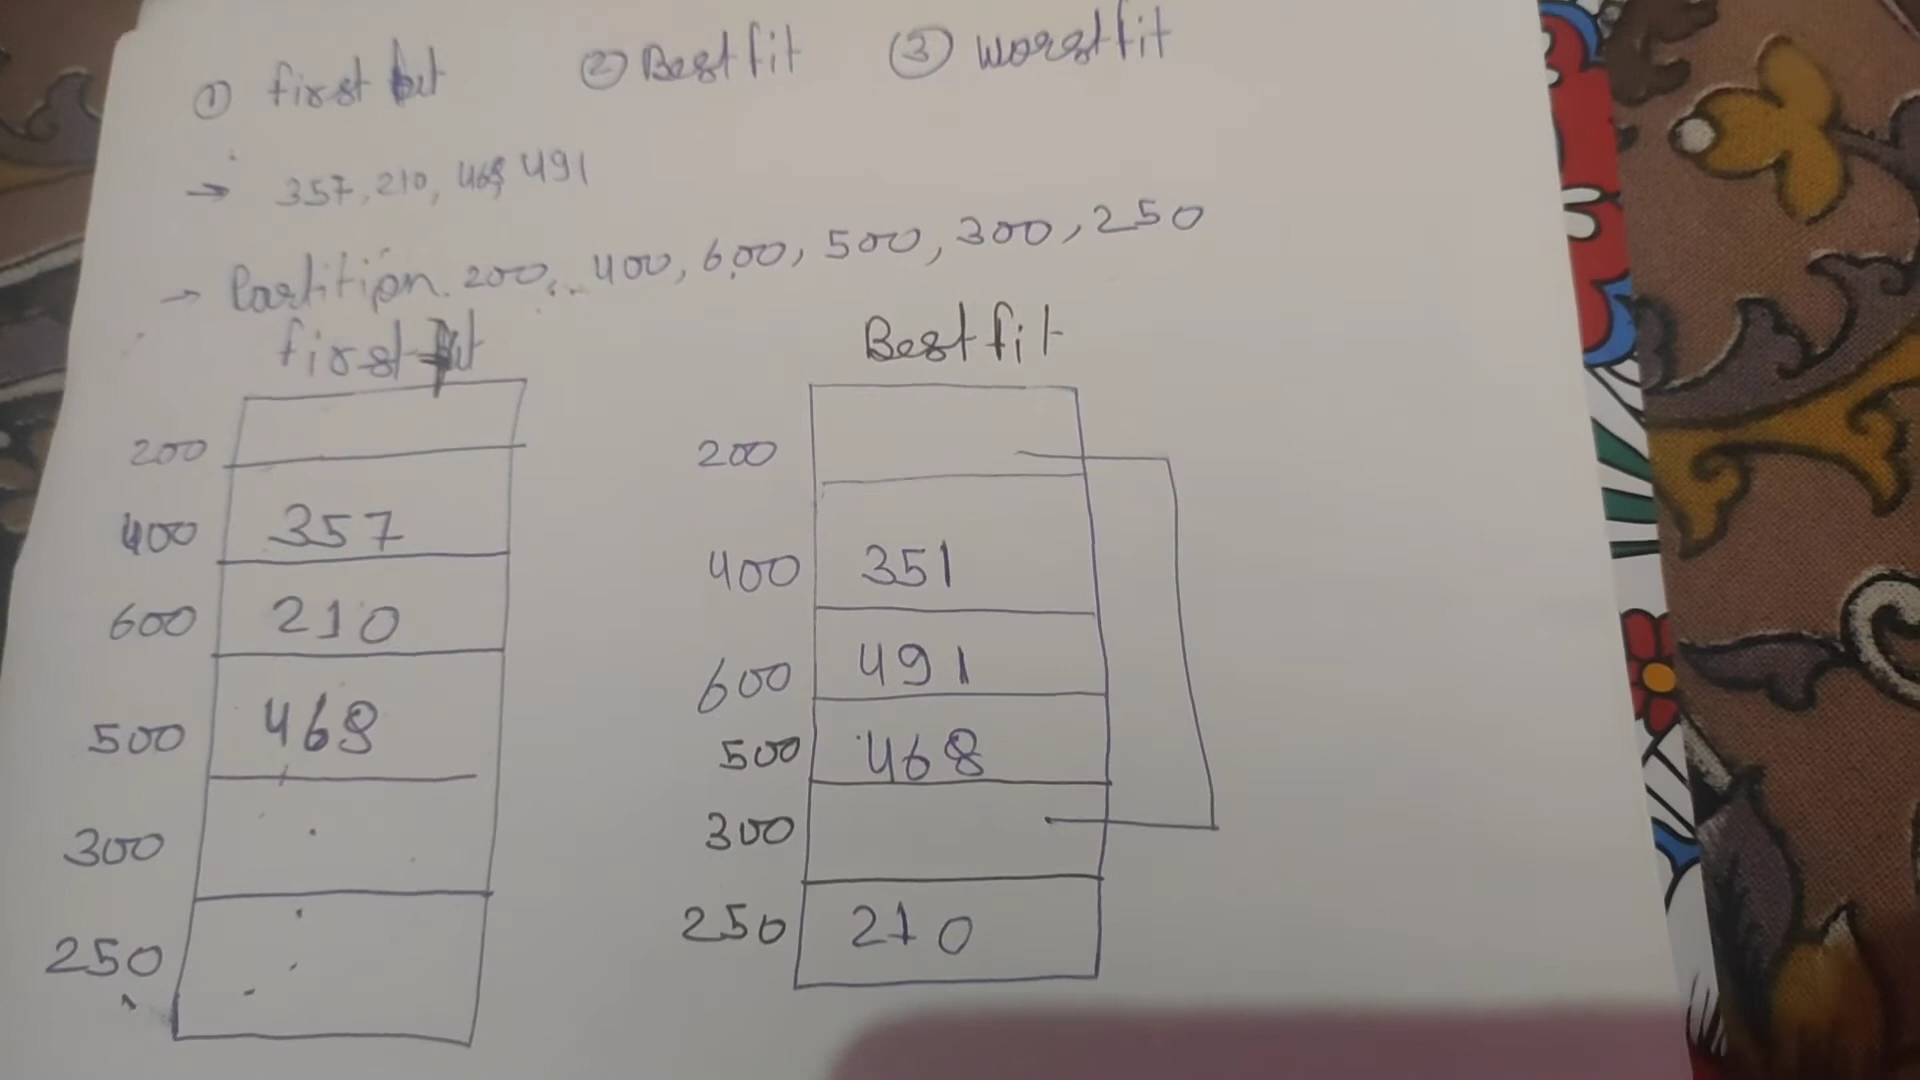 ① first fit ② Best fit ③ worst fit
→ 357, 210, 468, 491
→ Partition 200, 400, 600, 500, 300, 250
first fit
200
400 357
600 210
500 468
300
250
Best fit
200
400 351
600 491
500 468
300
250 210